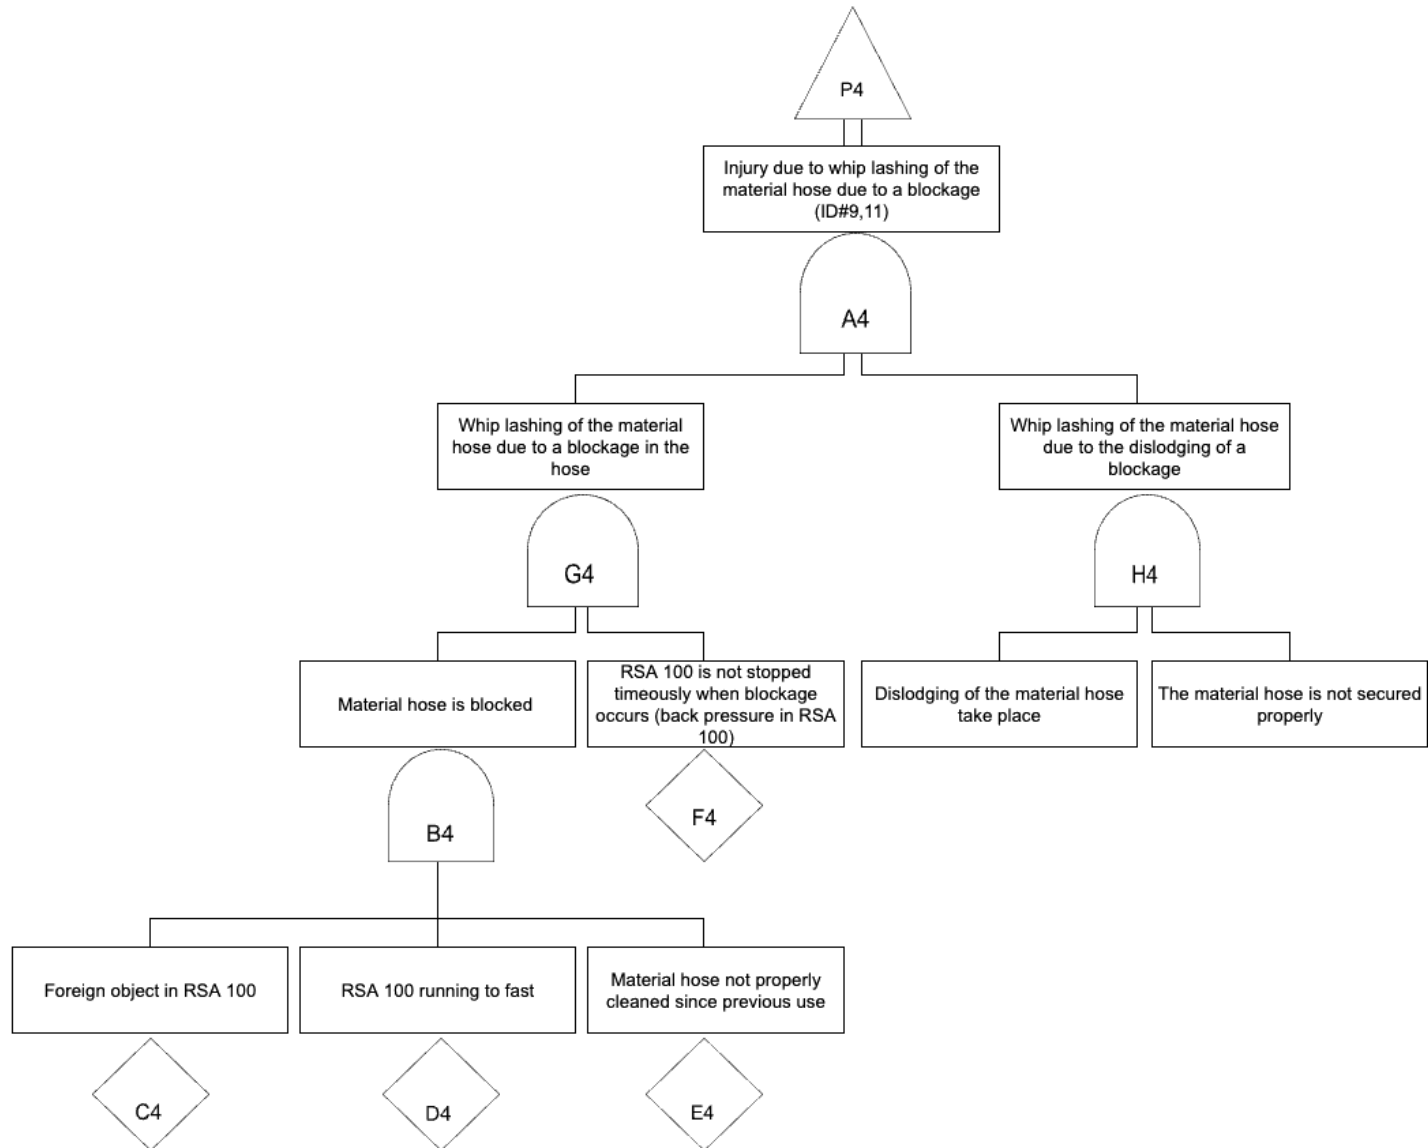 P4
Injury due to whip lashing of the
material hose due to a blockage
(ID#9,11)
A4
Whip lashing of the material
hose due to a blockage in the
hose
Whip lashing of the material hose
due to the dislodging of a
blockage
G4
H4
Material hose is blocked
RSA 100 is not stopped
timeously when blockage
occurs (back pressure in RSA
100)
Dislodging of the material hose
take place
The material hose is not secured
properly
B4
F4
Foreign object in RSA 100
RSA 100 running to fast
Material hose not properly
cleaned since previous use
C4
D4
E4